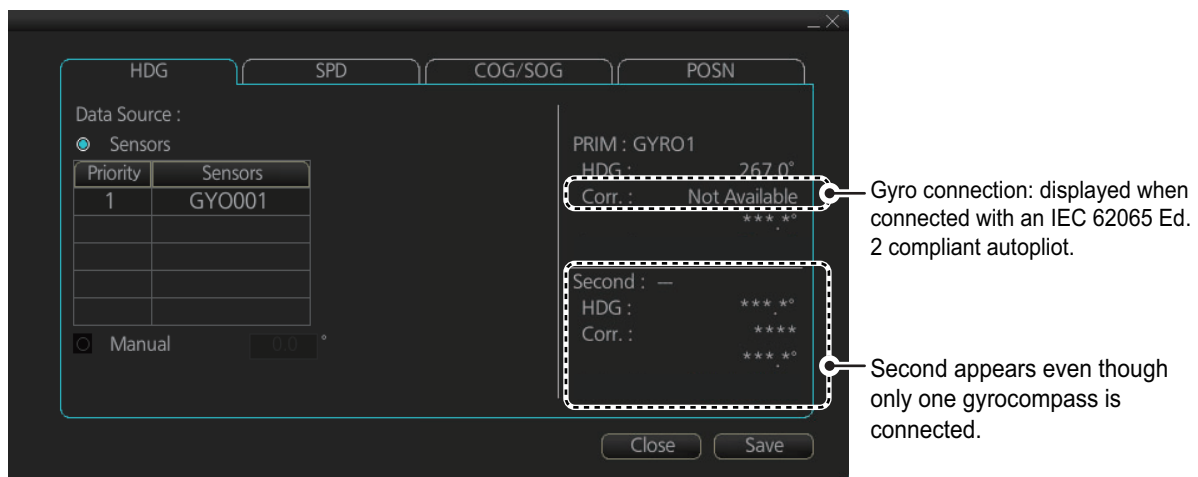 HDG
SPD
COG/SOG
POSN
Data Source :
Sensors
Priority
Sensors
1
GYO001
Manual
0.0
°
PRIM : GYRO1
HDG :
267.0°
Corr. :
Not Available
***.*°
Second : —
HDG :
***.*°
Corr. :
****
***.*°
Close
Save
Gyro connection: displayed when
connected with an IEC 62065 Ed.
2 compliant autopliot.
Second appears even though
only one gyrocompass is
connected.